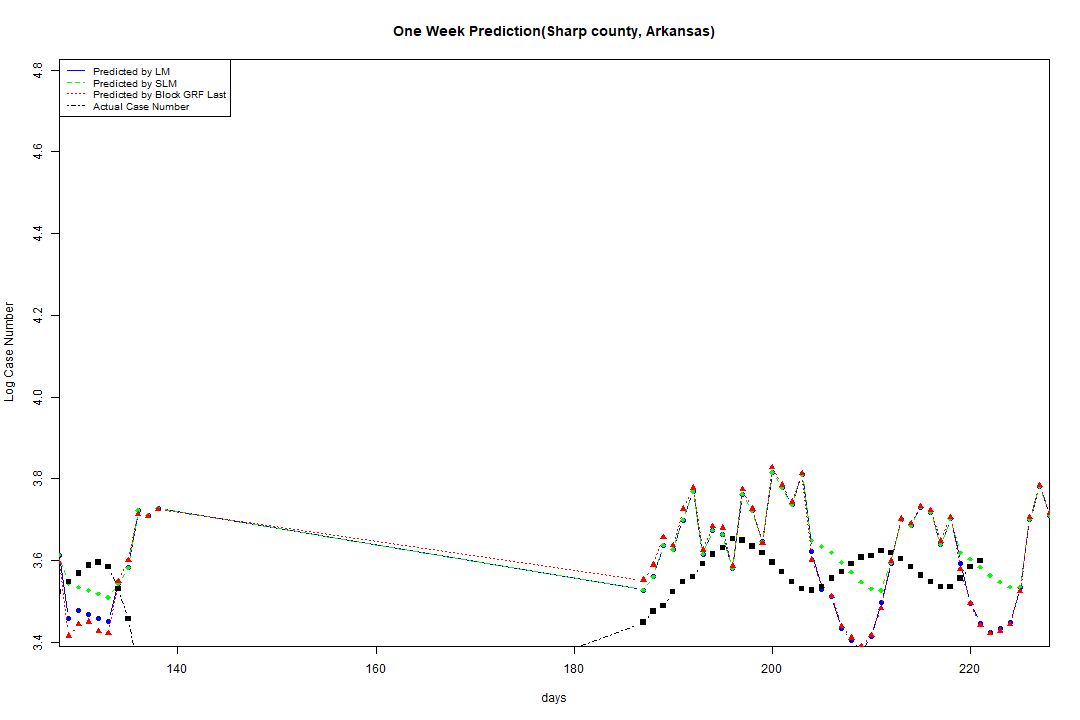 One Week Prediction(Sharp county, Arkansas)
Predicted by LM
Predicted by SLM
Predicted by Block GRF Last
Actual Case Number
4.8
4.6
4.4
4.2
4.0
3.8
3.6
3.4
Log Case Number
140 160 180 200 220
days